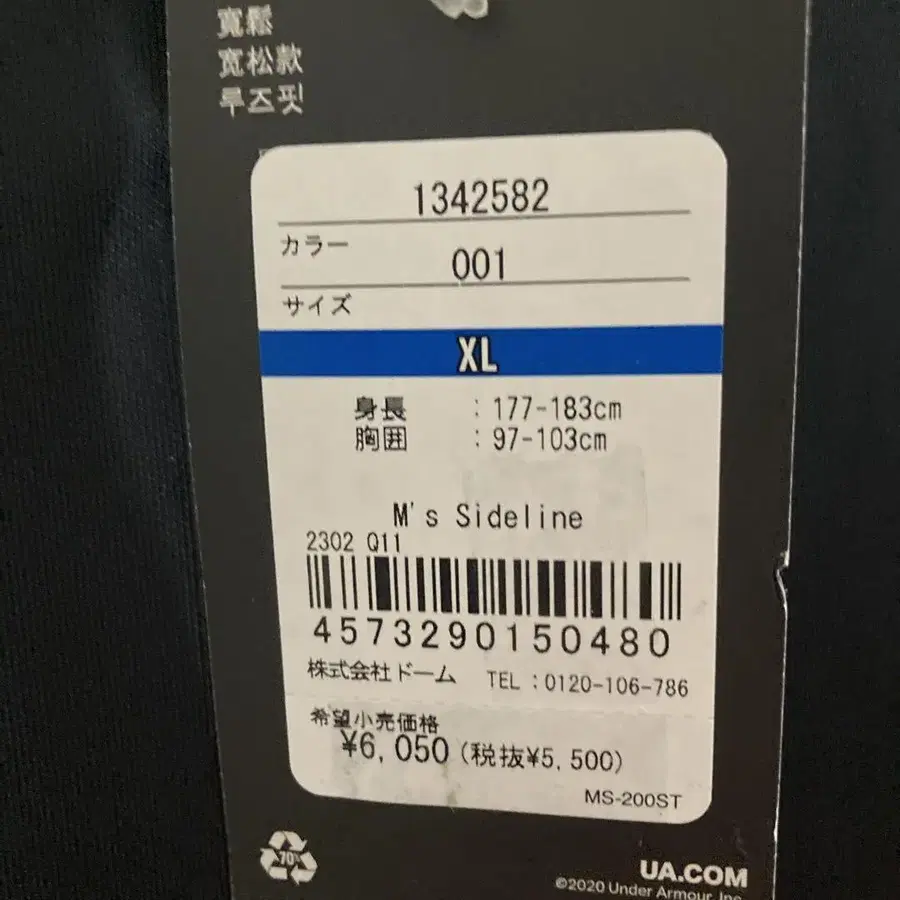 寬鬆
宽松款
루즈핏
1342582
カラー
001
サイズ
XL
身長 : 177-183cm
胸囲 : 97-103cm
M's Sideline
2302 Q11
4573290150480
株式会社ドーム TEL :0120-106-786
希望小売価格
¥6,050 (税抜¥5,500)
MS-200ST
70%
UA.COM
©2020 Under Armour, Inc.